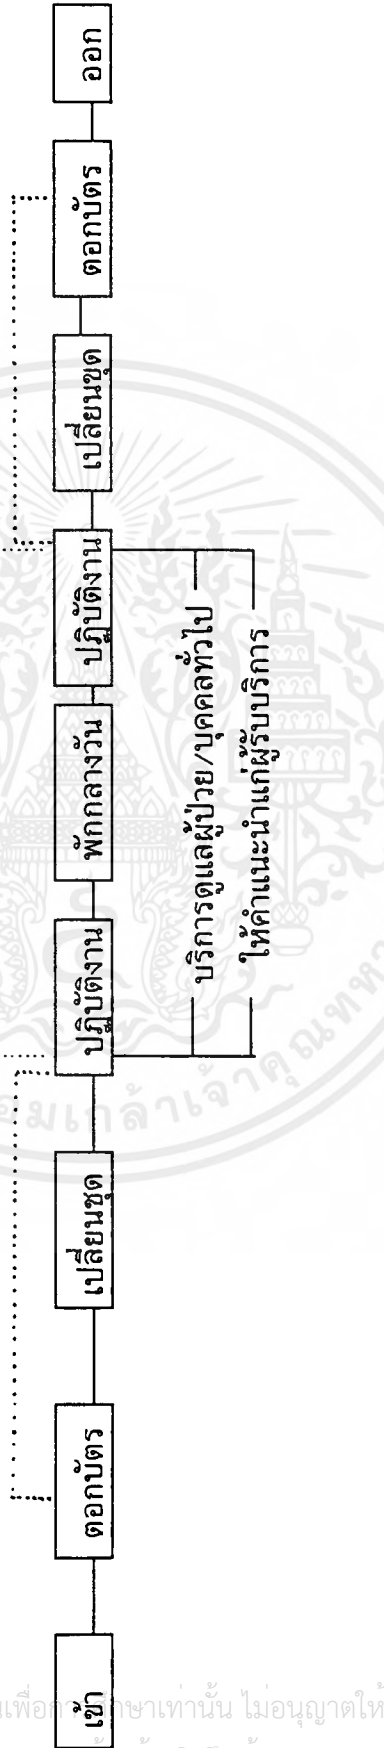 เข้า
ตอกบัตร
เปลี่ยนชุด
ปฏิบัติงาน
พักกลางวัน
ปฏิบัติงาน
เปลี่ยนชุด
ตอกบัตร
ออก
บริการดูแลผู้ป่วย/บุคคลทั่วไป
ให้คำแนะนำแก่ผู้รับบริการ